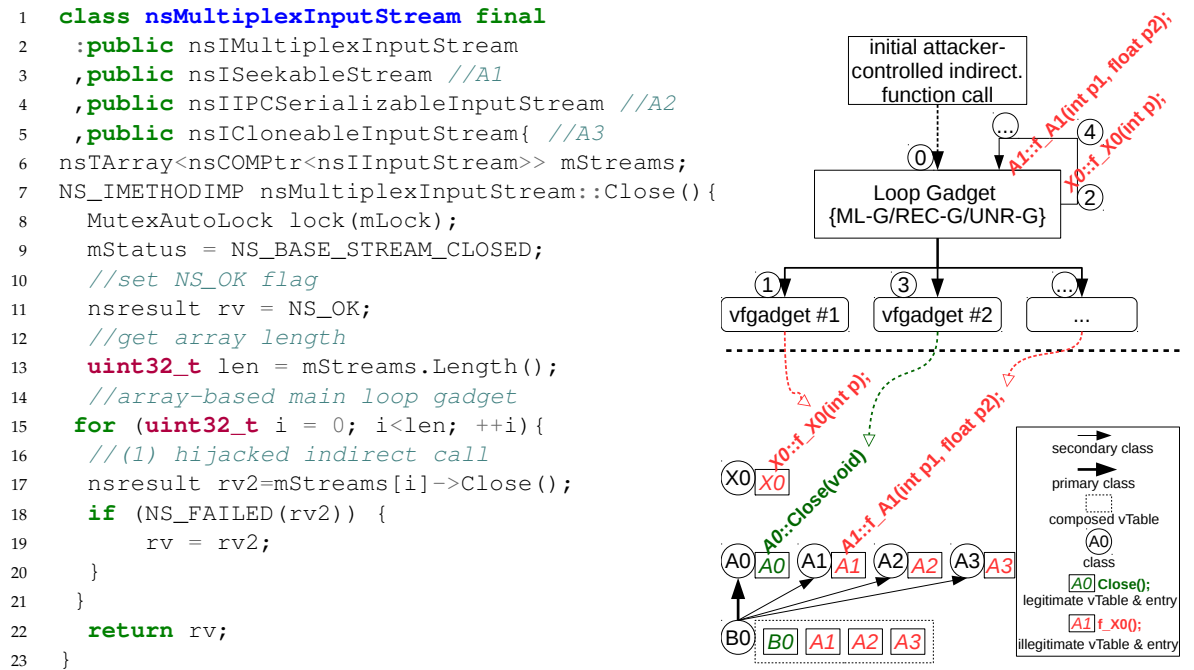 1 class nsMultiplexInputStream final
2 :public nsIMultiplexInputStream
3 ,public nsISeekableStream //A1
4 ,public nsIIPCSerializableInputStream //A2
5 ,public nsICloneableInputStream{ //A3
6 nsTArray<nsCOMPtr<nsIInputStream>> mStreams;
7 NS_IMETHODIMP nsMultiplexInputStream::Close(){
8 MutexAutoLock lock(mLock);
9 mStatus = NS_BASE_STREAM_CLOSED;
10 //set NS_OK flag
11 nsresult rv = NS_OK;
12 //get array length
13 uint32_t len = mStreams.Length();
14 //array-based main loop gadget
15 for (uint32_t i = 0; i<len; ++i){
16 //(1) hijacked indirect call
17 nsresult rv2=mStreams[i]->Close();
18 if (NS_FAILED(rv2)) {
19 rv = rv2;
20 }
21 }
22 return rv;
23 }
initial attacker-
controlled indirect.
function call
A1::f_A1(int p1, float p2);
X0::f_X0(int p);
...
4
0
2
Loop Gadget
{ML-G/REC-G/UNR-G}
1
3
...
vfgadget #1
vfgadget #2
...
X0::f_X0(int p);
A0::Close(void)
A1::f_A1(int p1, float p2);
X0 X0
A0 A0
A1 A1
A2 A2
A3 A3
B0
B0 A1 A2 A3
secondary class
primary class
composed vTable
A0
class
A0 Close();
legitimate vTable & entry
A1 f_X0();
illegitimate vTable & entry